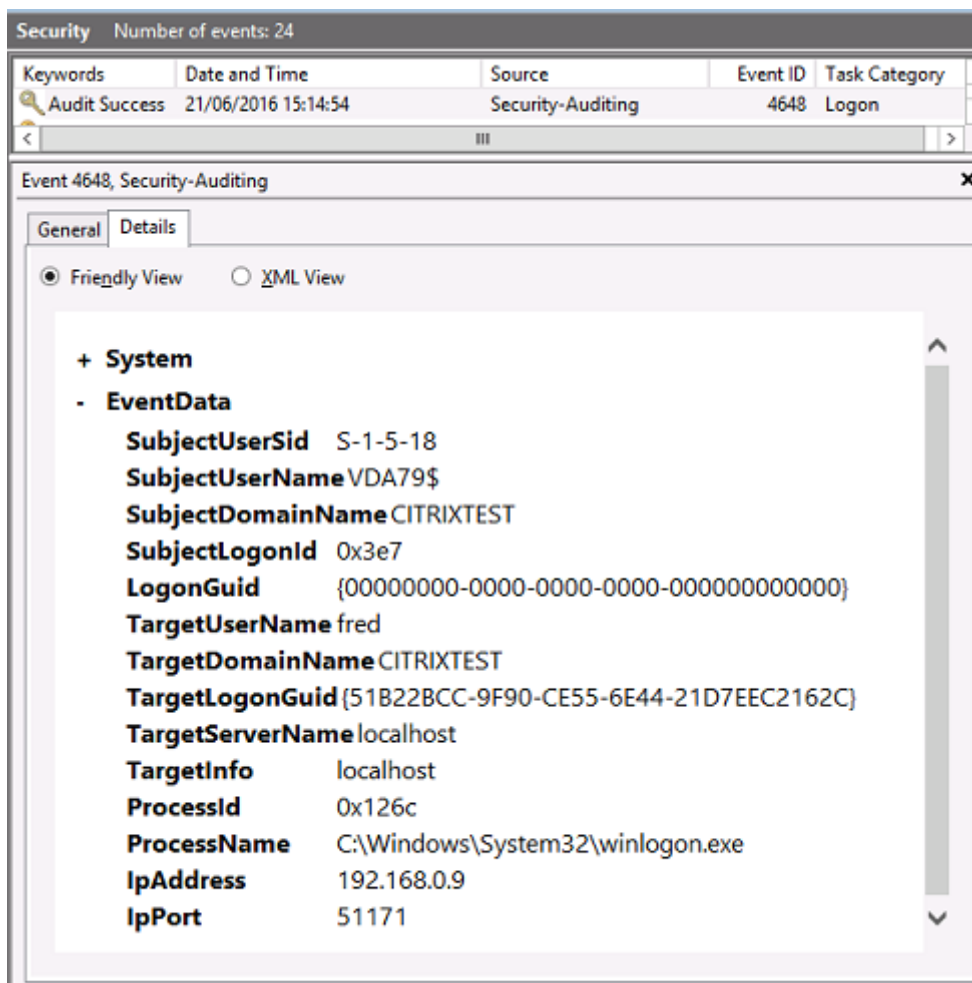 Security Number of events: 24
Keywords Date and Time Source Event ID Task Category
Audit Success 21/06/2016 15:14:54 Security-Auditing 4648 Logon
Event 4648, Security-Auditing
General Details
Friendly View XML View
+ System
- EventData
SubjectUserSid S-1-5-18
SubjectUserName VDA79$
SubjectDomainName CITRIXTEST
SubjectLogonId 0x3e7
LogonGuid {00000000-0000-0000-0000-000000000000}
TargetUserName fred
TargetDomainName CITRIXTEST
TargetLogonGuid {51B22BCC-9F90-CE55-6E44-21D7EEC2162C}
TargetServerName localhost
TargetInfo localhost
ProcessId 0x126c
ProcessName C:\Windows\System32\winlogon.exe
IpAddress 192.168.0.9
IpPort 51171